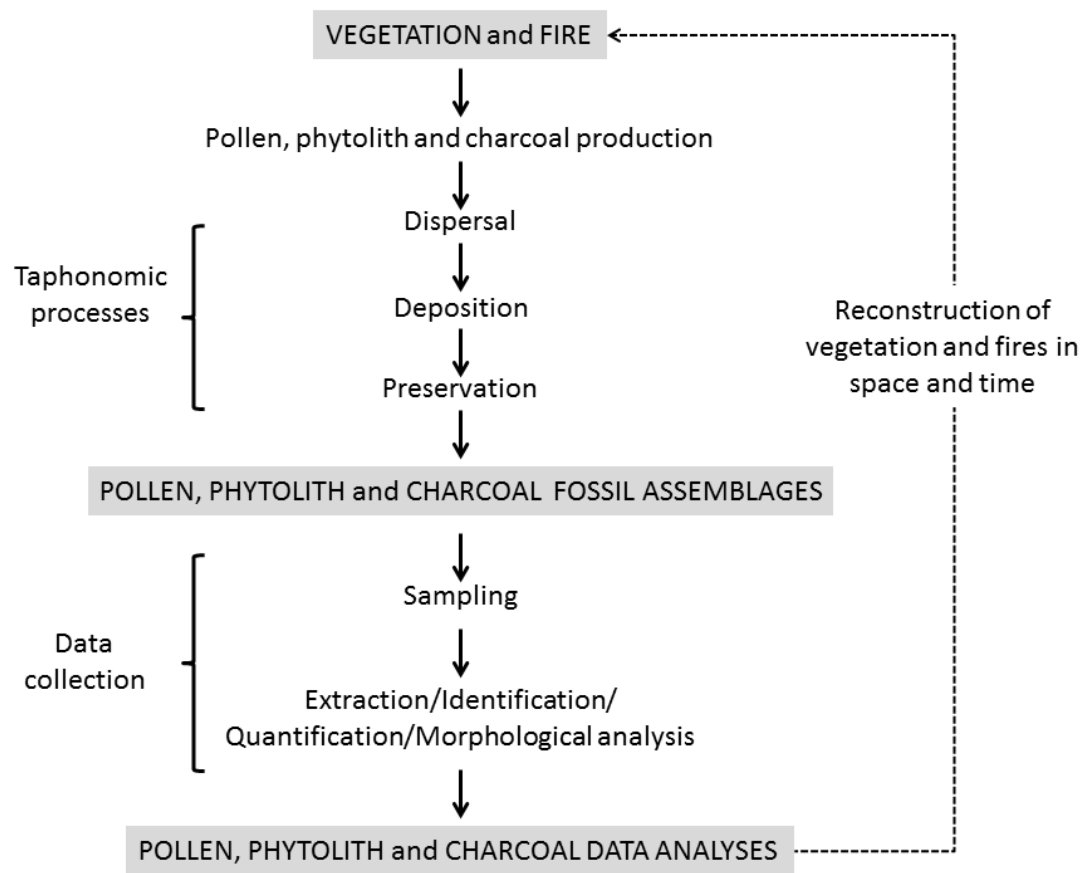 VEGETATION and FIRE
Pollen, phytolith and charcoal production
Dispersal
Taphonomic
processes
Deposition
Preservation
Reconstruction of
vegetation and fires in
space and time
POLLEN, PHYTOLITH and CHARCOAL FOSSIL ASSEMBLAGES
Sampling
Data
collection
Extraction/Identification/
Quantification/Morphological analysis
POLLEN, PHYTOLITH and CHARCOAL DATA ANALYSES